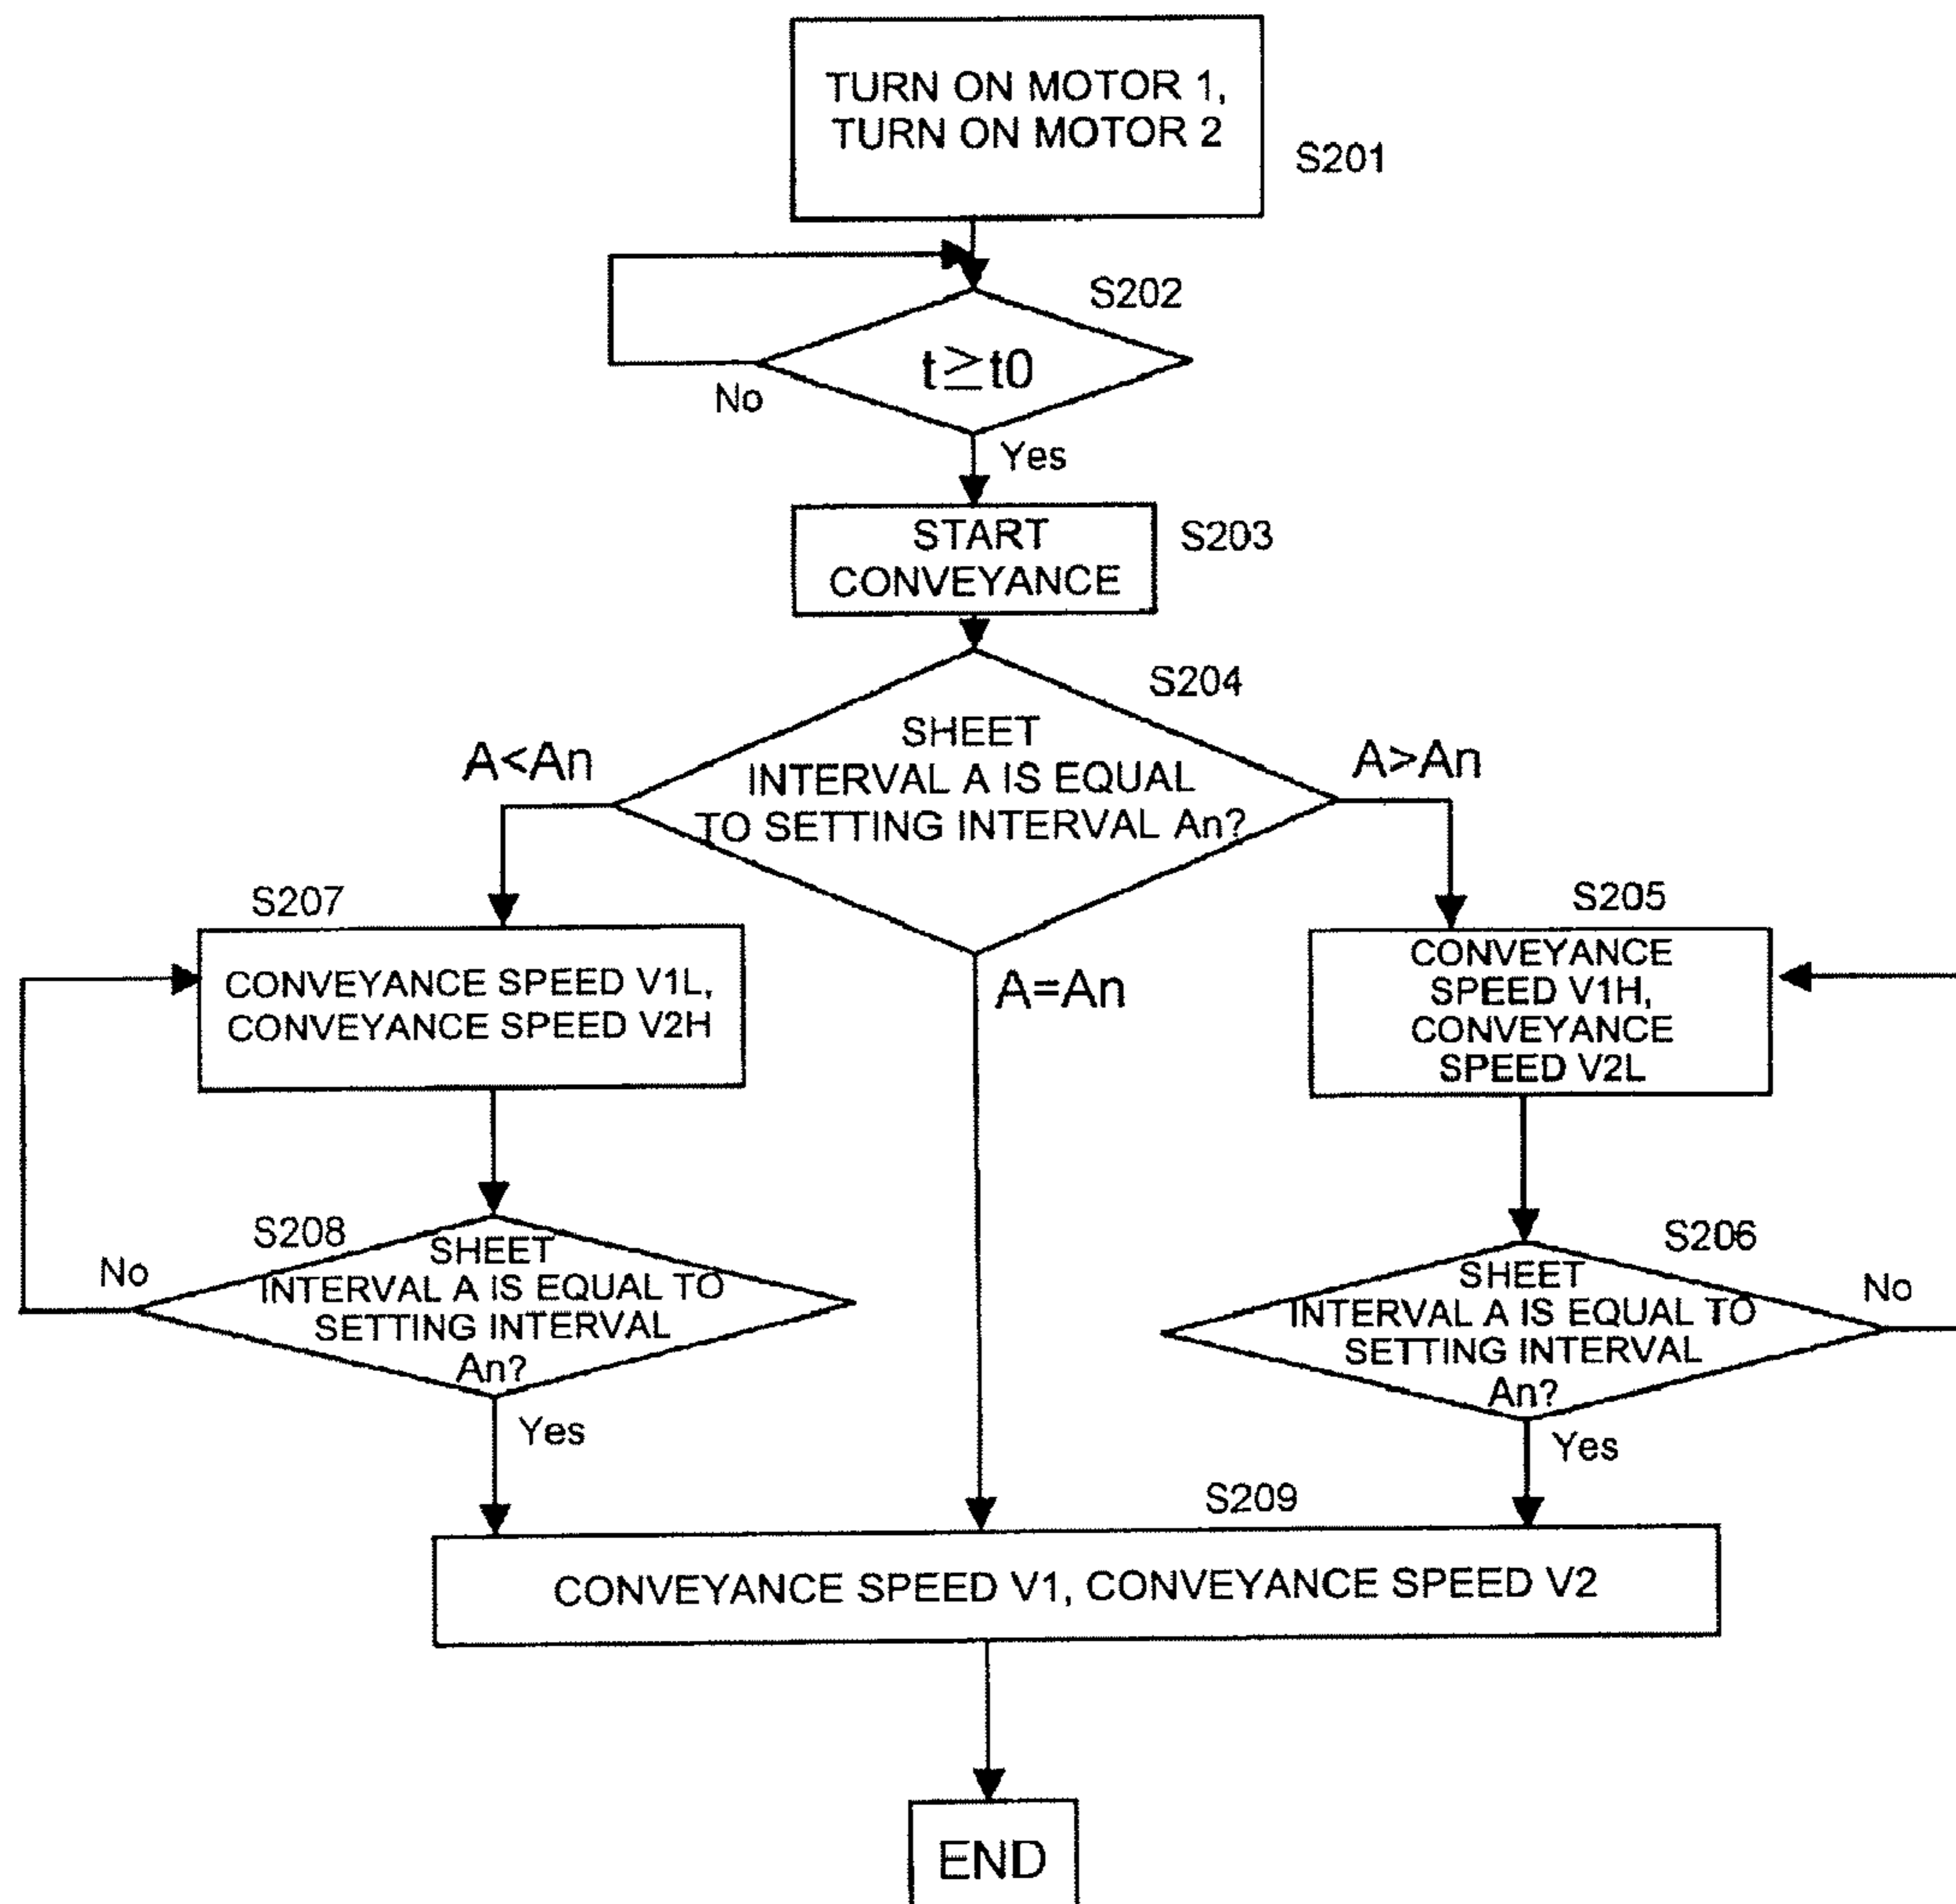 TURN ON MOTOR 1,
TURN ON MOTOR 2
S201
S202
t≧t0
No
Yes
START
CONVEYANCE
S203
S204
SHEET
INTERVAL A IS EQUAL
TO SETTING INTERVAL An?
A<An
A>An
A=An
S207
CONVEYANCE SPEED V1L,
CONVEYANCE SPEED V2H
S205
CONVEYANCE
SPEED V1H,
CONVEYANCE
SPEED V2L
S208
SHEET
INTERVAL A IS EQUAL TO
SETTING INTERVAL
An?
No
Yes
S206
SHEET
INTERVAL A IS EQUAL TO
SETTING INTERVAL
An?
No
Yes
S209
CONVEYANCE SPEED V1, CONVEYANCE SPEED V2
END